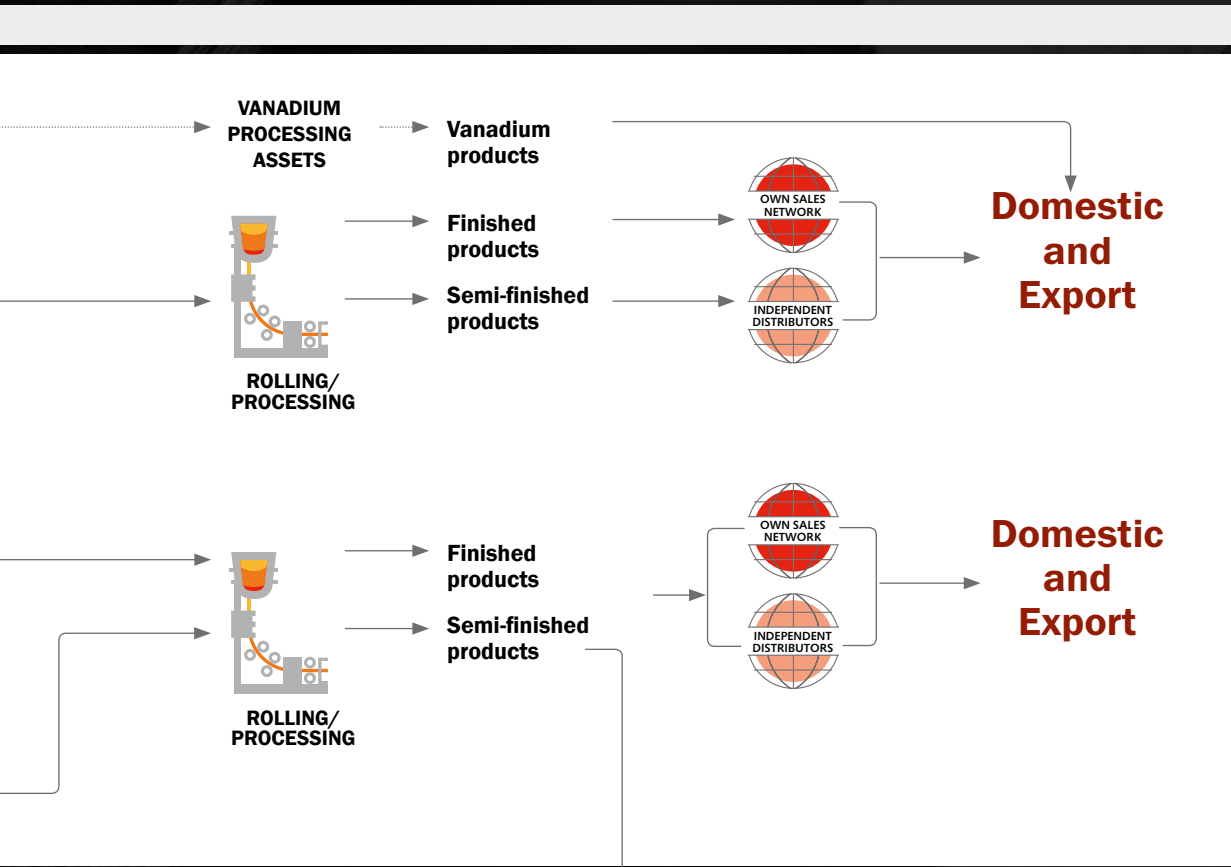 VANADIUM
PROCESSING
ASSETS
Vanadium
products
Finished
products
Semi-finished
products
ROLLING/
PROCESSING
OWN SALES
NETWORK
INDEPENDENT
DISTRIBUTORS
Domestic
and
Export
Finished
products
Semi-finished
products
ROLLING/
PROCESSING
OWN SALES
NETWORK
INDEPENDENT
DISTRIBUTORS
Domestic
and
Export